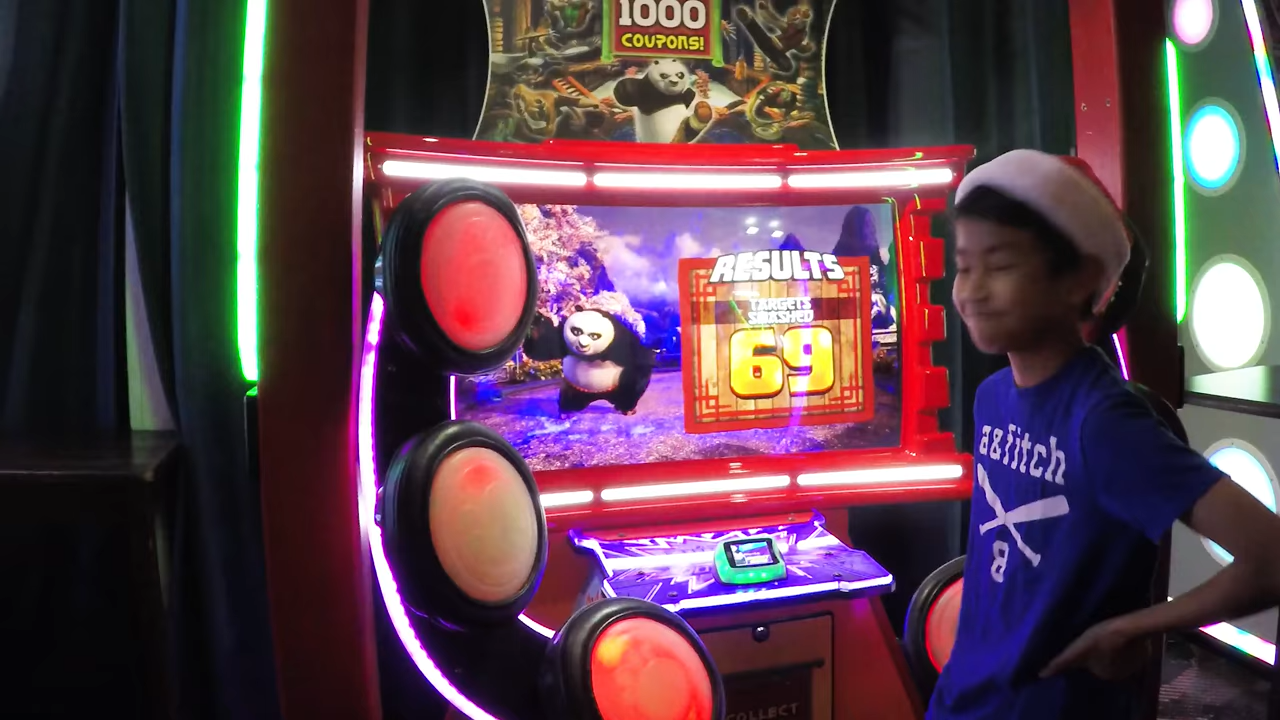 1000
COUPONS!
RESULTS
TARGETS
SMASHED
69
a&fitch
8
COLLECT